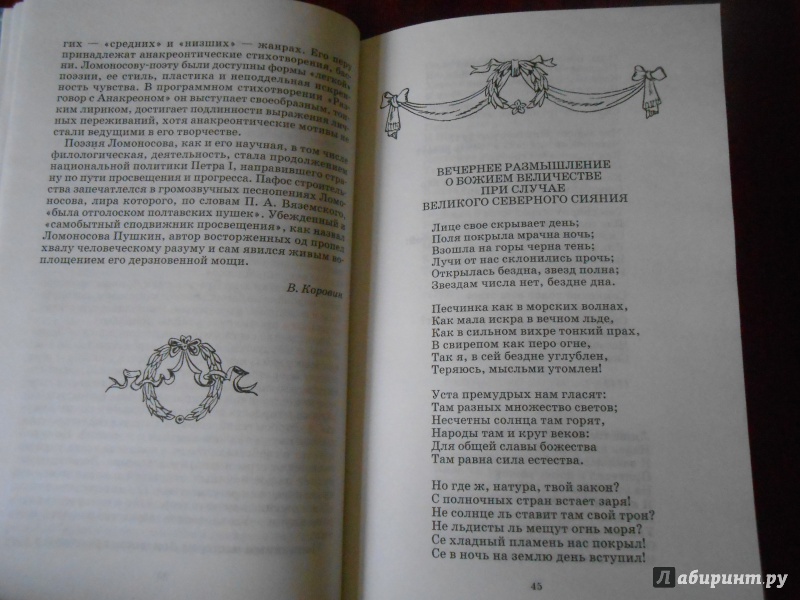 гих — «средних» и «низших» — жанрах. Его перу
принадлежат анакреонтические стихотворения, бас-
ни. Ломоносову-поэту были доступны формы «легкой»
поэзии, ее стиль, пластика и неподдельная искрен-
ность чувства. В программном стихотворении «Раз-
говор с Анакреоном» он выступает своеобразным, тон-
ким лириком, достигает подлинности выражения лич-
ных переживаний, хотя анакреонтические мотивы не
стали ведущими в его творчестве.
Поэзия Ломоносова, как и его научная, в том числе
филологическая, деятельность, стала продолжением
национальной политики Петра I, направившего стра-
ну по пути просвещения и прогресса. Пафос строитель-
ства запечатлелся в громозвучных песнопениях Ломо-
носова, лира которого, по словам П. А. Вяземского,
«была отголоском полтавских пушек». Убежденный и
«самобытный сподвижник просвещения», как назвал
Ломоносова Пушкин, автор восторженных од пропел
хвалу человеческому разуму и сам явился живым во-
площением его дерзновенной мощи.
В. Коровин
ВЕЧЕРНЕЕ РАЗМЫШЛЕНИЕ
О БОЖИЕМ ВЕЛИЧЕСТВЕ
ПРИ СЛУЧАЕ
ВЕЛИКОГО СЕВЕРНОГО СИЯНИЯ
Лице свое скрывает день;
Поля покрыла мрачна ночь;
Взошла на горы черна тень;
Лучи от нас склонились прочь;
Открылась бездна, звезд полна;
Звездам числа нет, бездне дна.
Песчинка как в морских волнах,
Как мала искра в вечном льде,
Как в сильном вихре тонкий прах,
В свирепом как перо огне,
Так я, в сей бездне углублен,
Теряюсь, мысльми утомлен!
Уста премудрых нам гласят:
Там разных множество светов;
Несчетны солнца там горят,
Народы там и круг веков:
Для общей славы божества
Там равна сила естества.
Но где ж, натура, твой закон?
С полночных стран встает заря!
Не солнце ль ставит там свой трон?
Не льдисты ль мещут огнь моря?
Се хладный пламень нас покрыл!
Се в ночь на землю день вступил!
45
Лабиринт.ру